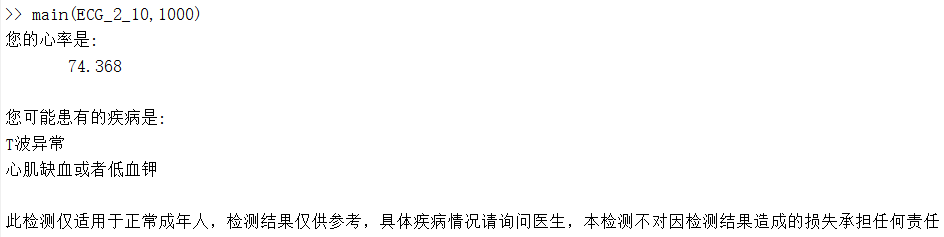 >> main(ECG_2_10,1000)
您的心率是:
74.368
您可能患有的疾病是:
T波异常
心肌缺血或者低血钾
此检测仅适用于正常成年人，检测结果仅供参考，具体疾病情况请询问医生，本检测不对因检测结果造成的损失承担任何责任